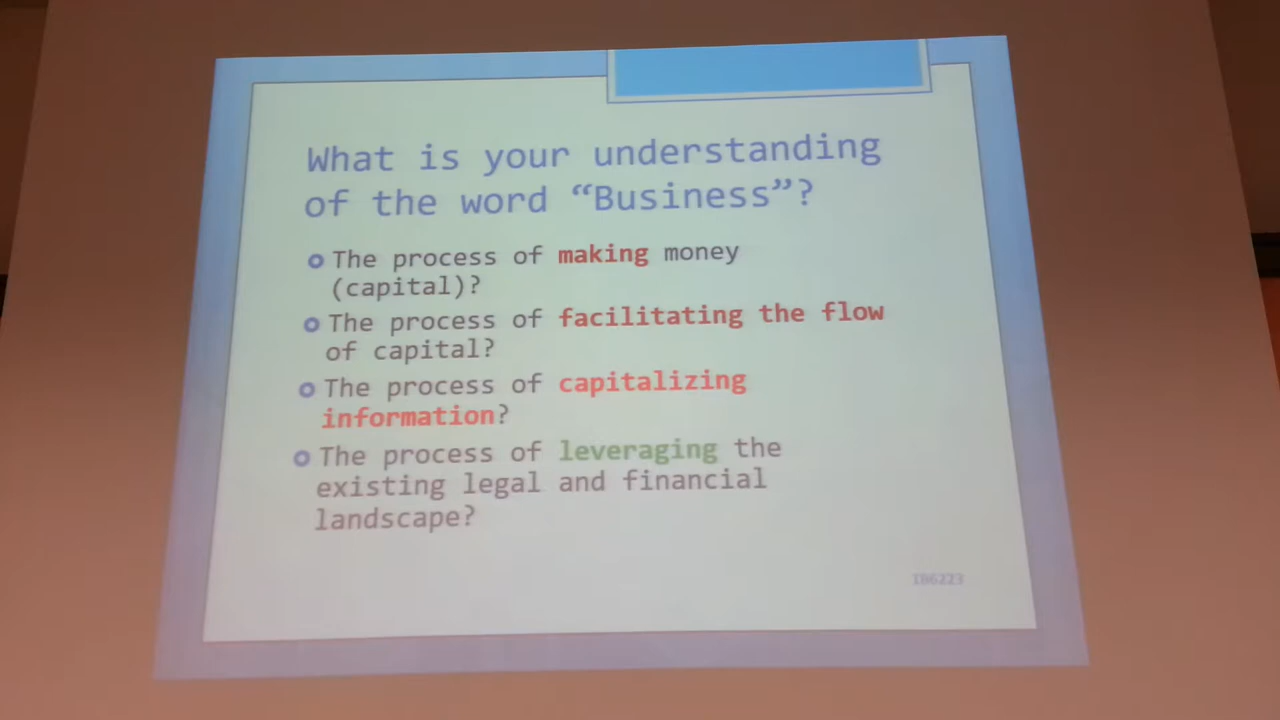 What is your understanding
of the word “Business”?
The process of making money
(capital)?
The process of facilitating the flow
of capital?
The process of capitalizing
information?
The process of leveraging the
existing legal and financial
landscape?
IB6223